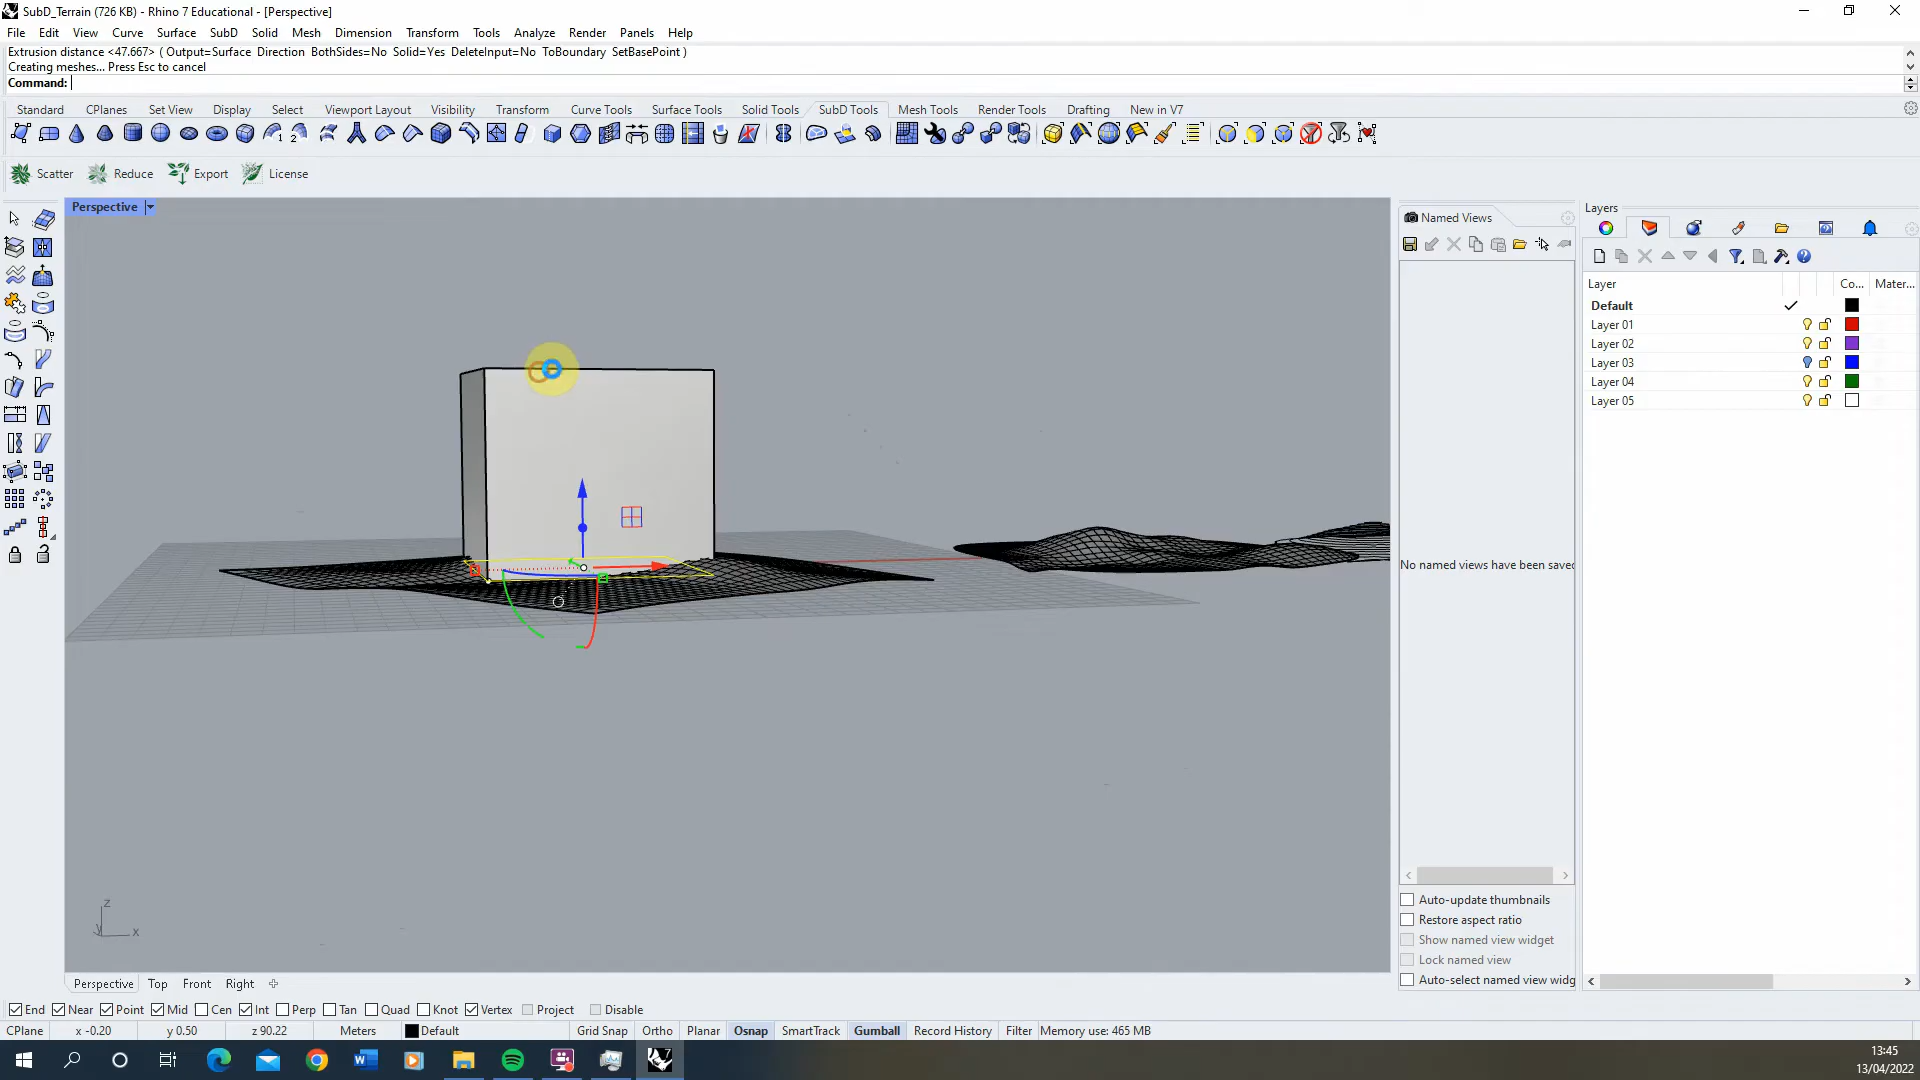 SubD_Terrain (726 KB) - Rhino 7 Educational - [Perspective]
File Edit View Curve Surface SubD Solid Mesh Dimension Transform Tools Analyze Render Panels Help
Extrusion distance <47.667> ( Output=Surface Direction BothSides=No Solid=Yes DeleteInput=No ToBoundary SetBasePoint )
Creating meshes... Press Esc to cancel
Command:
Standard CPlanes Set View Display Select Viewport Layout Visibility Transform Curve Tools Surface Tools Solid Tools SubD Tools Mesh Tools Render Tools Drafting New in V7
Scatter Reduce Export License
Perspective
Named Views
Layers
Layer Co... Mater...
Default
Layer 01
Layer 02
Layer 03
Layer 04
Layer 05
No named views have been saved
Auto-update thumbnails
Restore aspect ratio
Show named view widget
Lock named view
Auto-select named view widg
z
y x
Perspective Top Front Right
End Near Point Mid Cen Int Perp Tan Quad Knot Vertex Project Disable
CPlane x -0.20 y 0.50 z 90.22 Meters Default Grid Snap Ortho Planar Osnap SmartTrack Gumball Record History Filter Memory use: 465 MB
13:45
13/04/2022